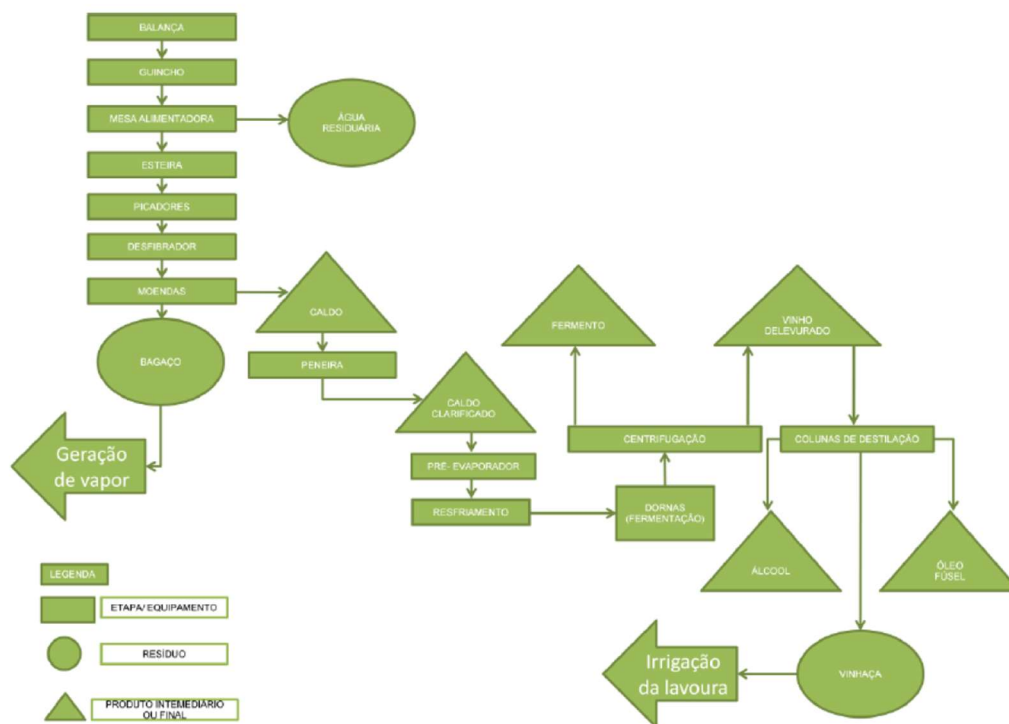 BALANÇA
GUINCHO
MESA ALIMENTADORA
ÁGUA
RESIDUÁRIA
ESTEIRA
PICADORES
DESFIBRADOR
MOENDAS
CALDO
BAGAÇO
PENEIRA
Geração
de vapor
CALDO
CLARIFICADO
PRÉ- EVAPORADOR
RESFRIAMENTO
FERMENTO
VINHO
DELEVURADO
CENTRIFUGAÇÃO
COLUNAS DE DESTILAÇÃO
DORNAS
(FERMENTAÇÃO)
ÁLCOOL
ÓLEO
FÚSEL
Irrigação
da lavoura
VINHAÇA
LEGENDA
ETAPA/ EQUIPAMENTO
RESÍDUO
PRODUTO INTEMEDIÁRIO
OU FINAL